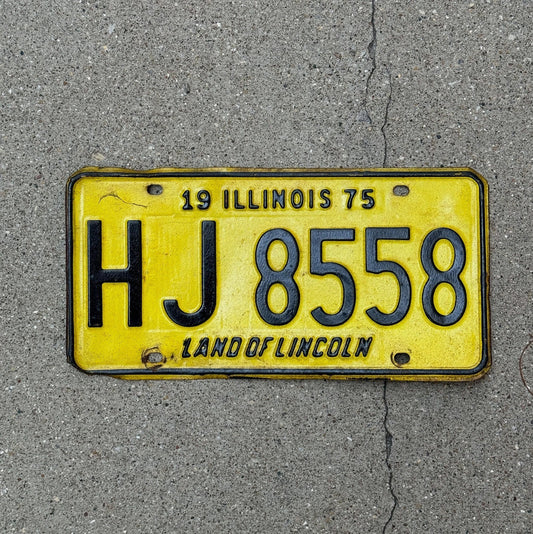 19 ILLINOIS 75
HJ 8558
LAND OF LINCOLN